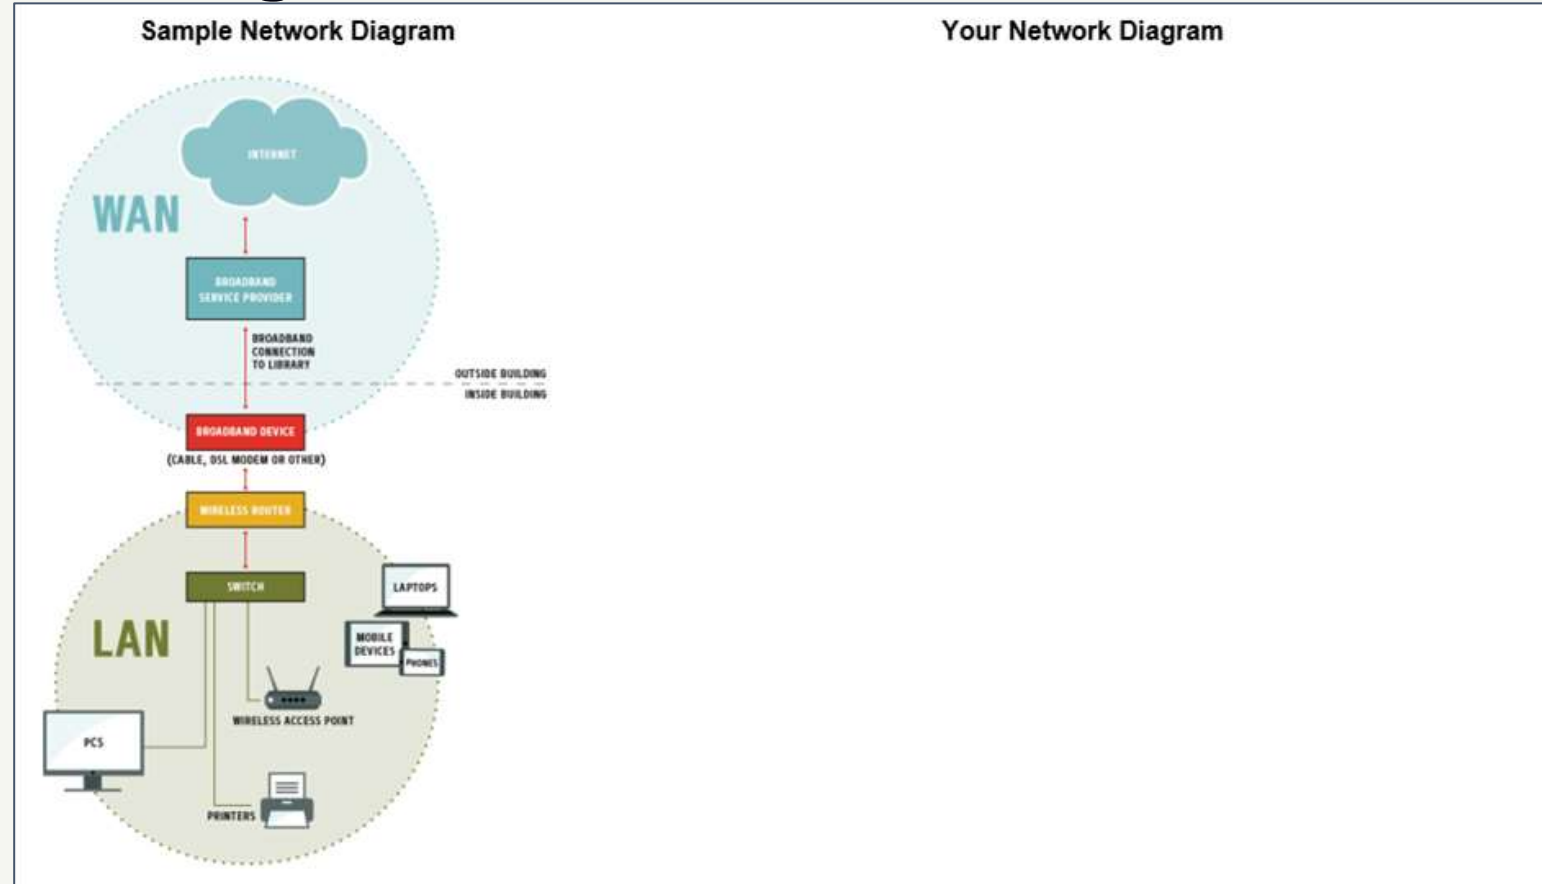 Sample Network Diagram
Your Network Diagram
INTERNET
WAN
BROADBAND
SERVICE PROVIDER
BROADBAND
CONNECTION
TO LIBRARY
OUTSIDE BUILDING
INSIDE BUILDING
BROADBAND DEVICE
(CABLE, DSL MODEM OR OTHER)
WIRELESS ROUTER
SWITCH
LAPTOPS
LAN
MOBILE
DEVICES
PHONES
WIRELESS ACCESS POINT
PCS
PRINTERS